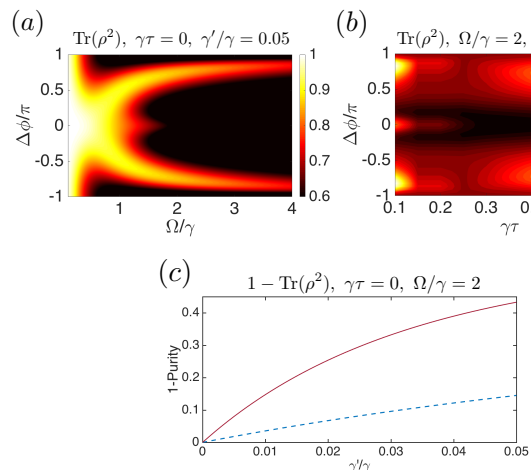 (a)
Tr(ρ²), γτ = 0, γ′/γ = 0.05
Δϕ/π
1
0.5
0
-0.5
-1
1 2 3 4
Ω/γ
1
0.9
0.8
0.7
0.6
(b)
Tr(ρ²), Ω/γ = 2,
Δϕ/π
1
0.5
0
-0.5
-1
0.1 0.2 0.3
γτ
(c)
1 − Tr(ρ²), γτ = 0, Ω/γ = 2
1-Purity
0.4
0.3
0.2
0.1
0
0 0.01 0.02 0.03 0.04 0.05
γ′/γ